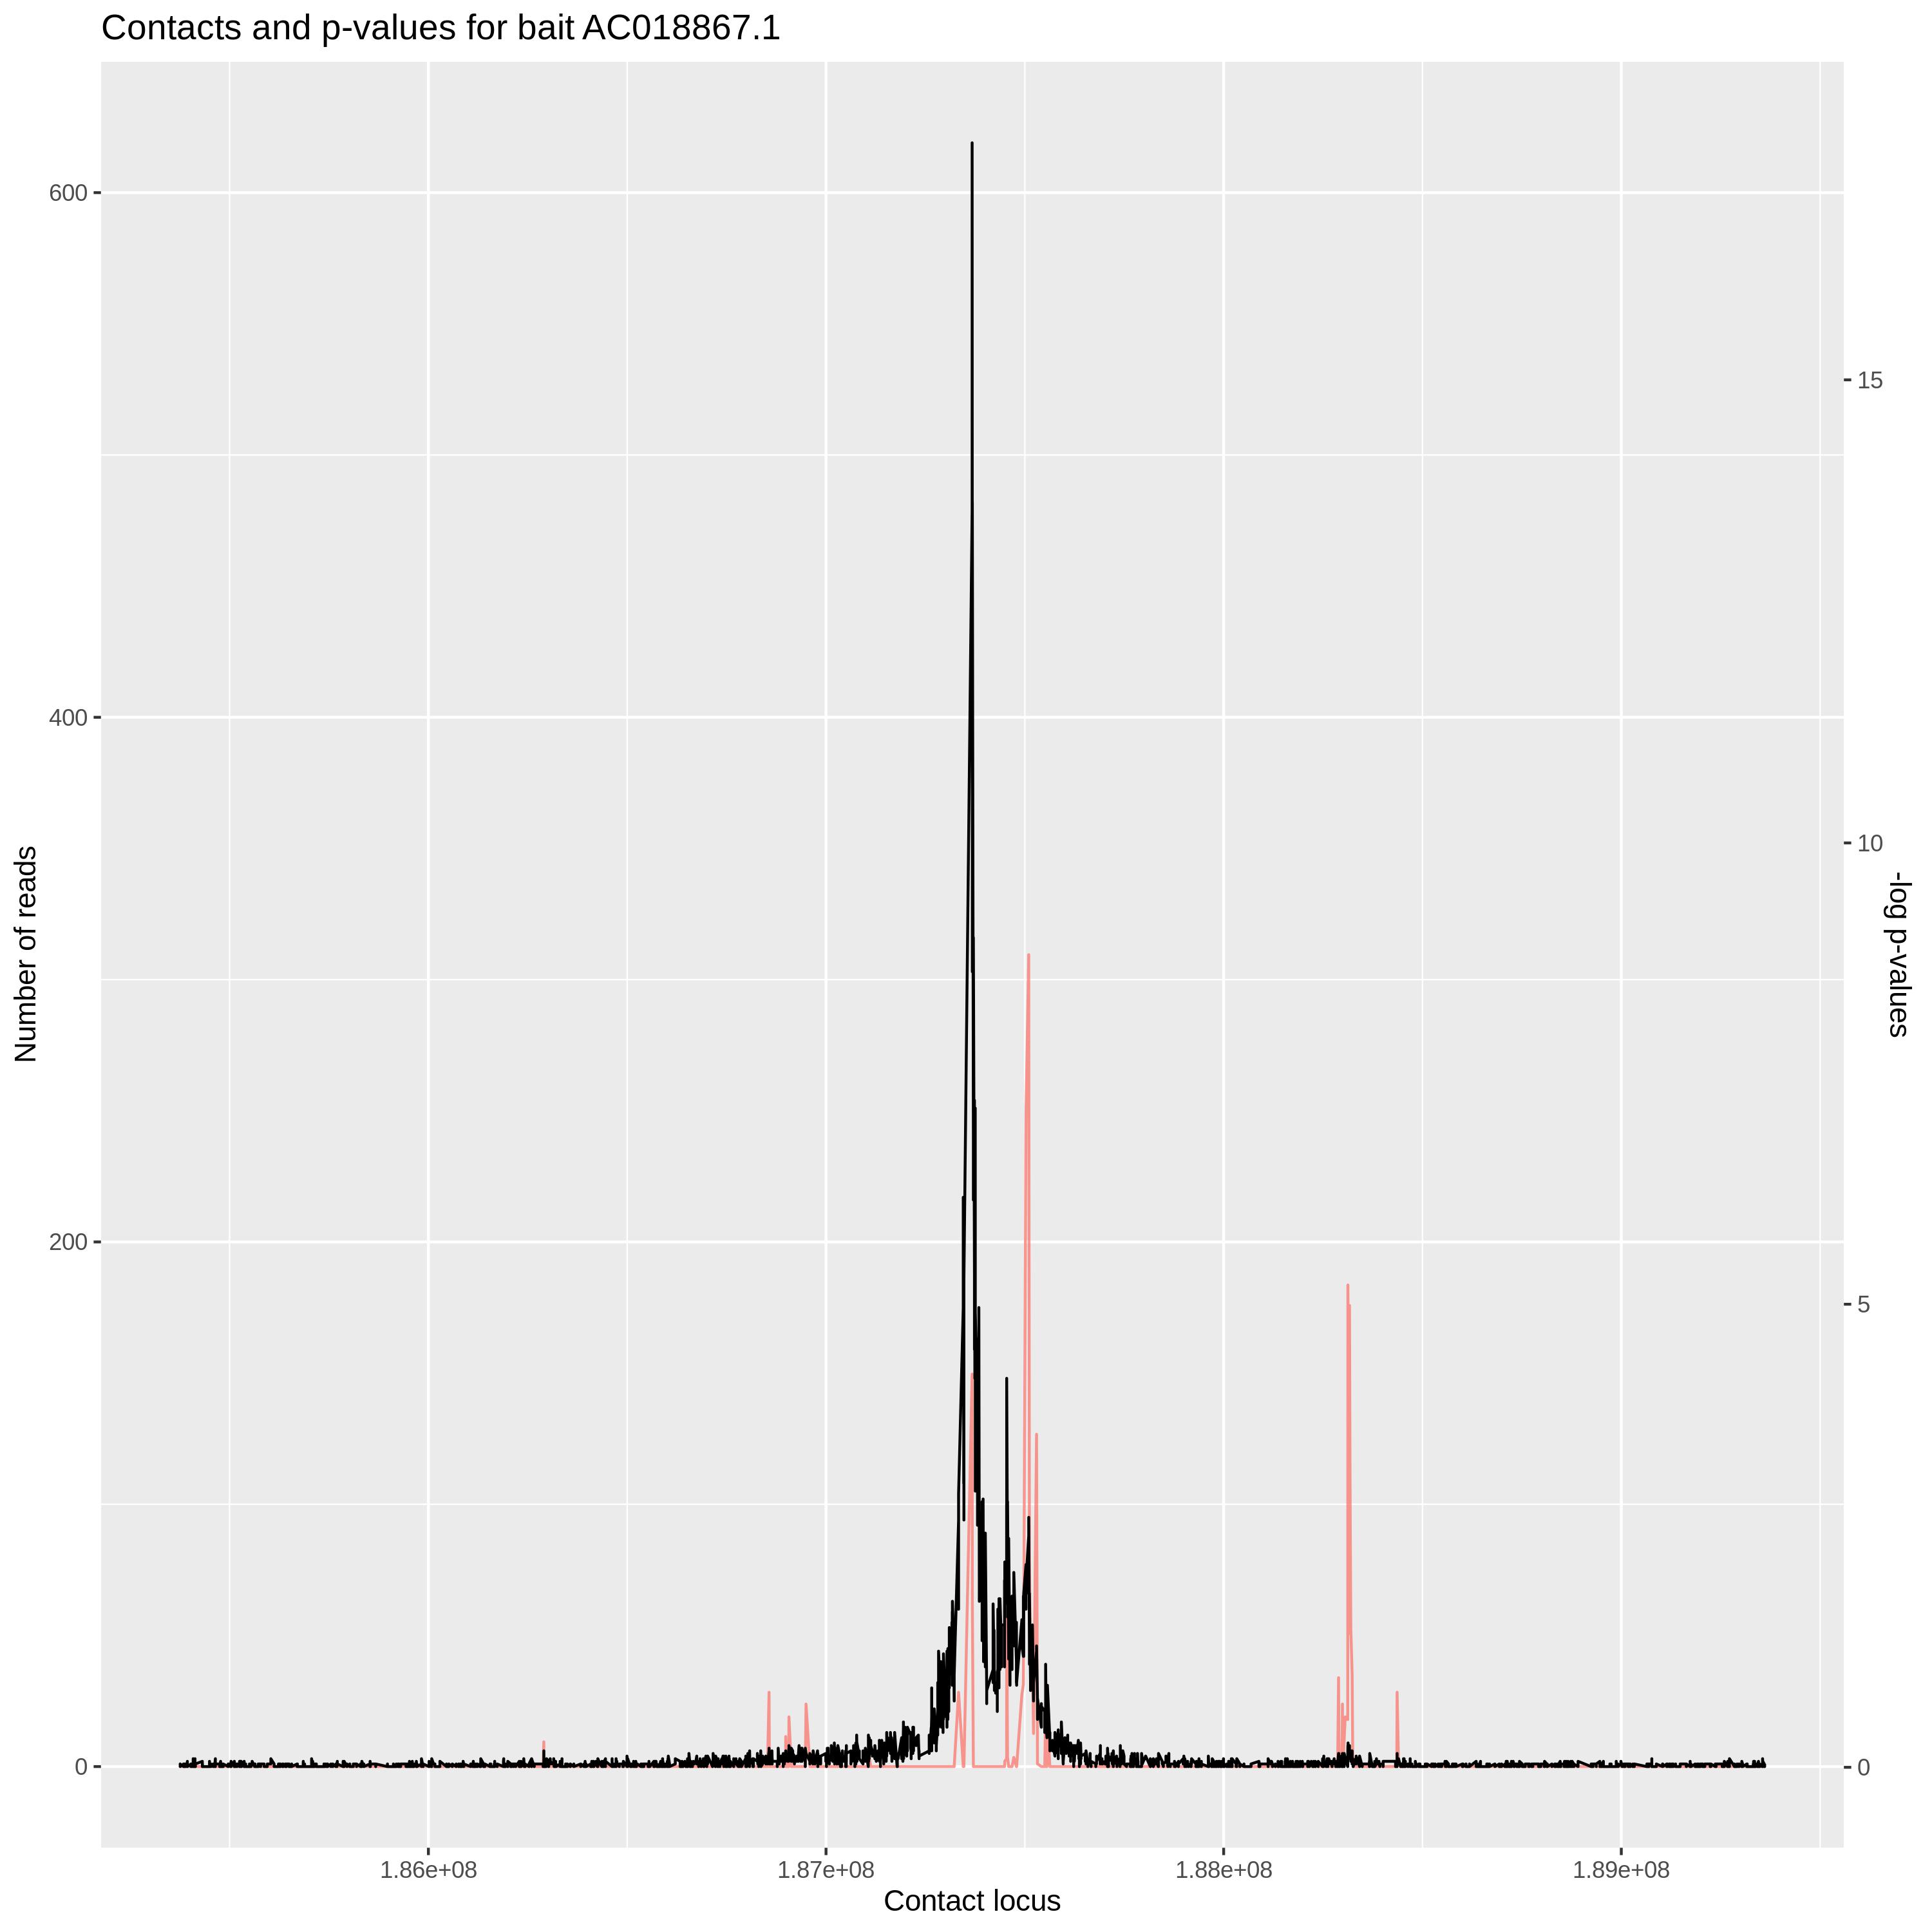 Contacts and p-values for bait AC018867.1
600
400
200
0
Number of reads
15
10
5
0
-log p-values
1.86e+08
1.87e+08
1.88e+08
1.89e+08
Contact locus